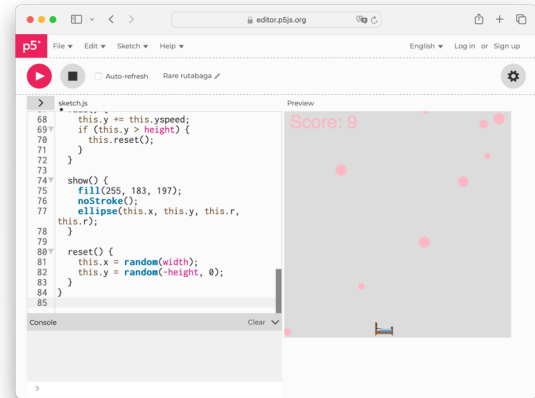 editor.p5js.org
p5*
File
Edit
Sketch
Help
English
Log in or Sign up
Auto-refresh
Rare rutabaga
sketch.js
Preview
68 this.y += this.yspeed;
69 if (this.y > height) {
70 this.reset();
71 }
72 }
73
74 show() {
75 fill(255, 183, 197);
76 noStroke();
77 ellipse(this.x, this.y, this.r,
this.r);
78 }
79
80 reset() {
81 this.x = random(width);
82 this.y = random(-height, 0);
83 }
84 }
85
Score: 9
Console
Clear
>